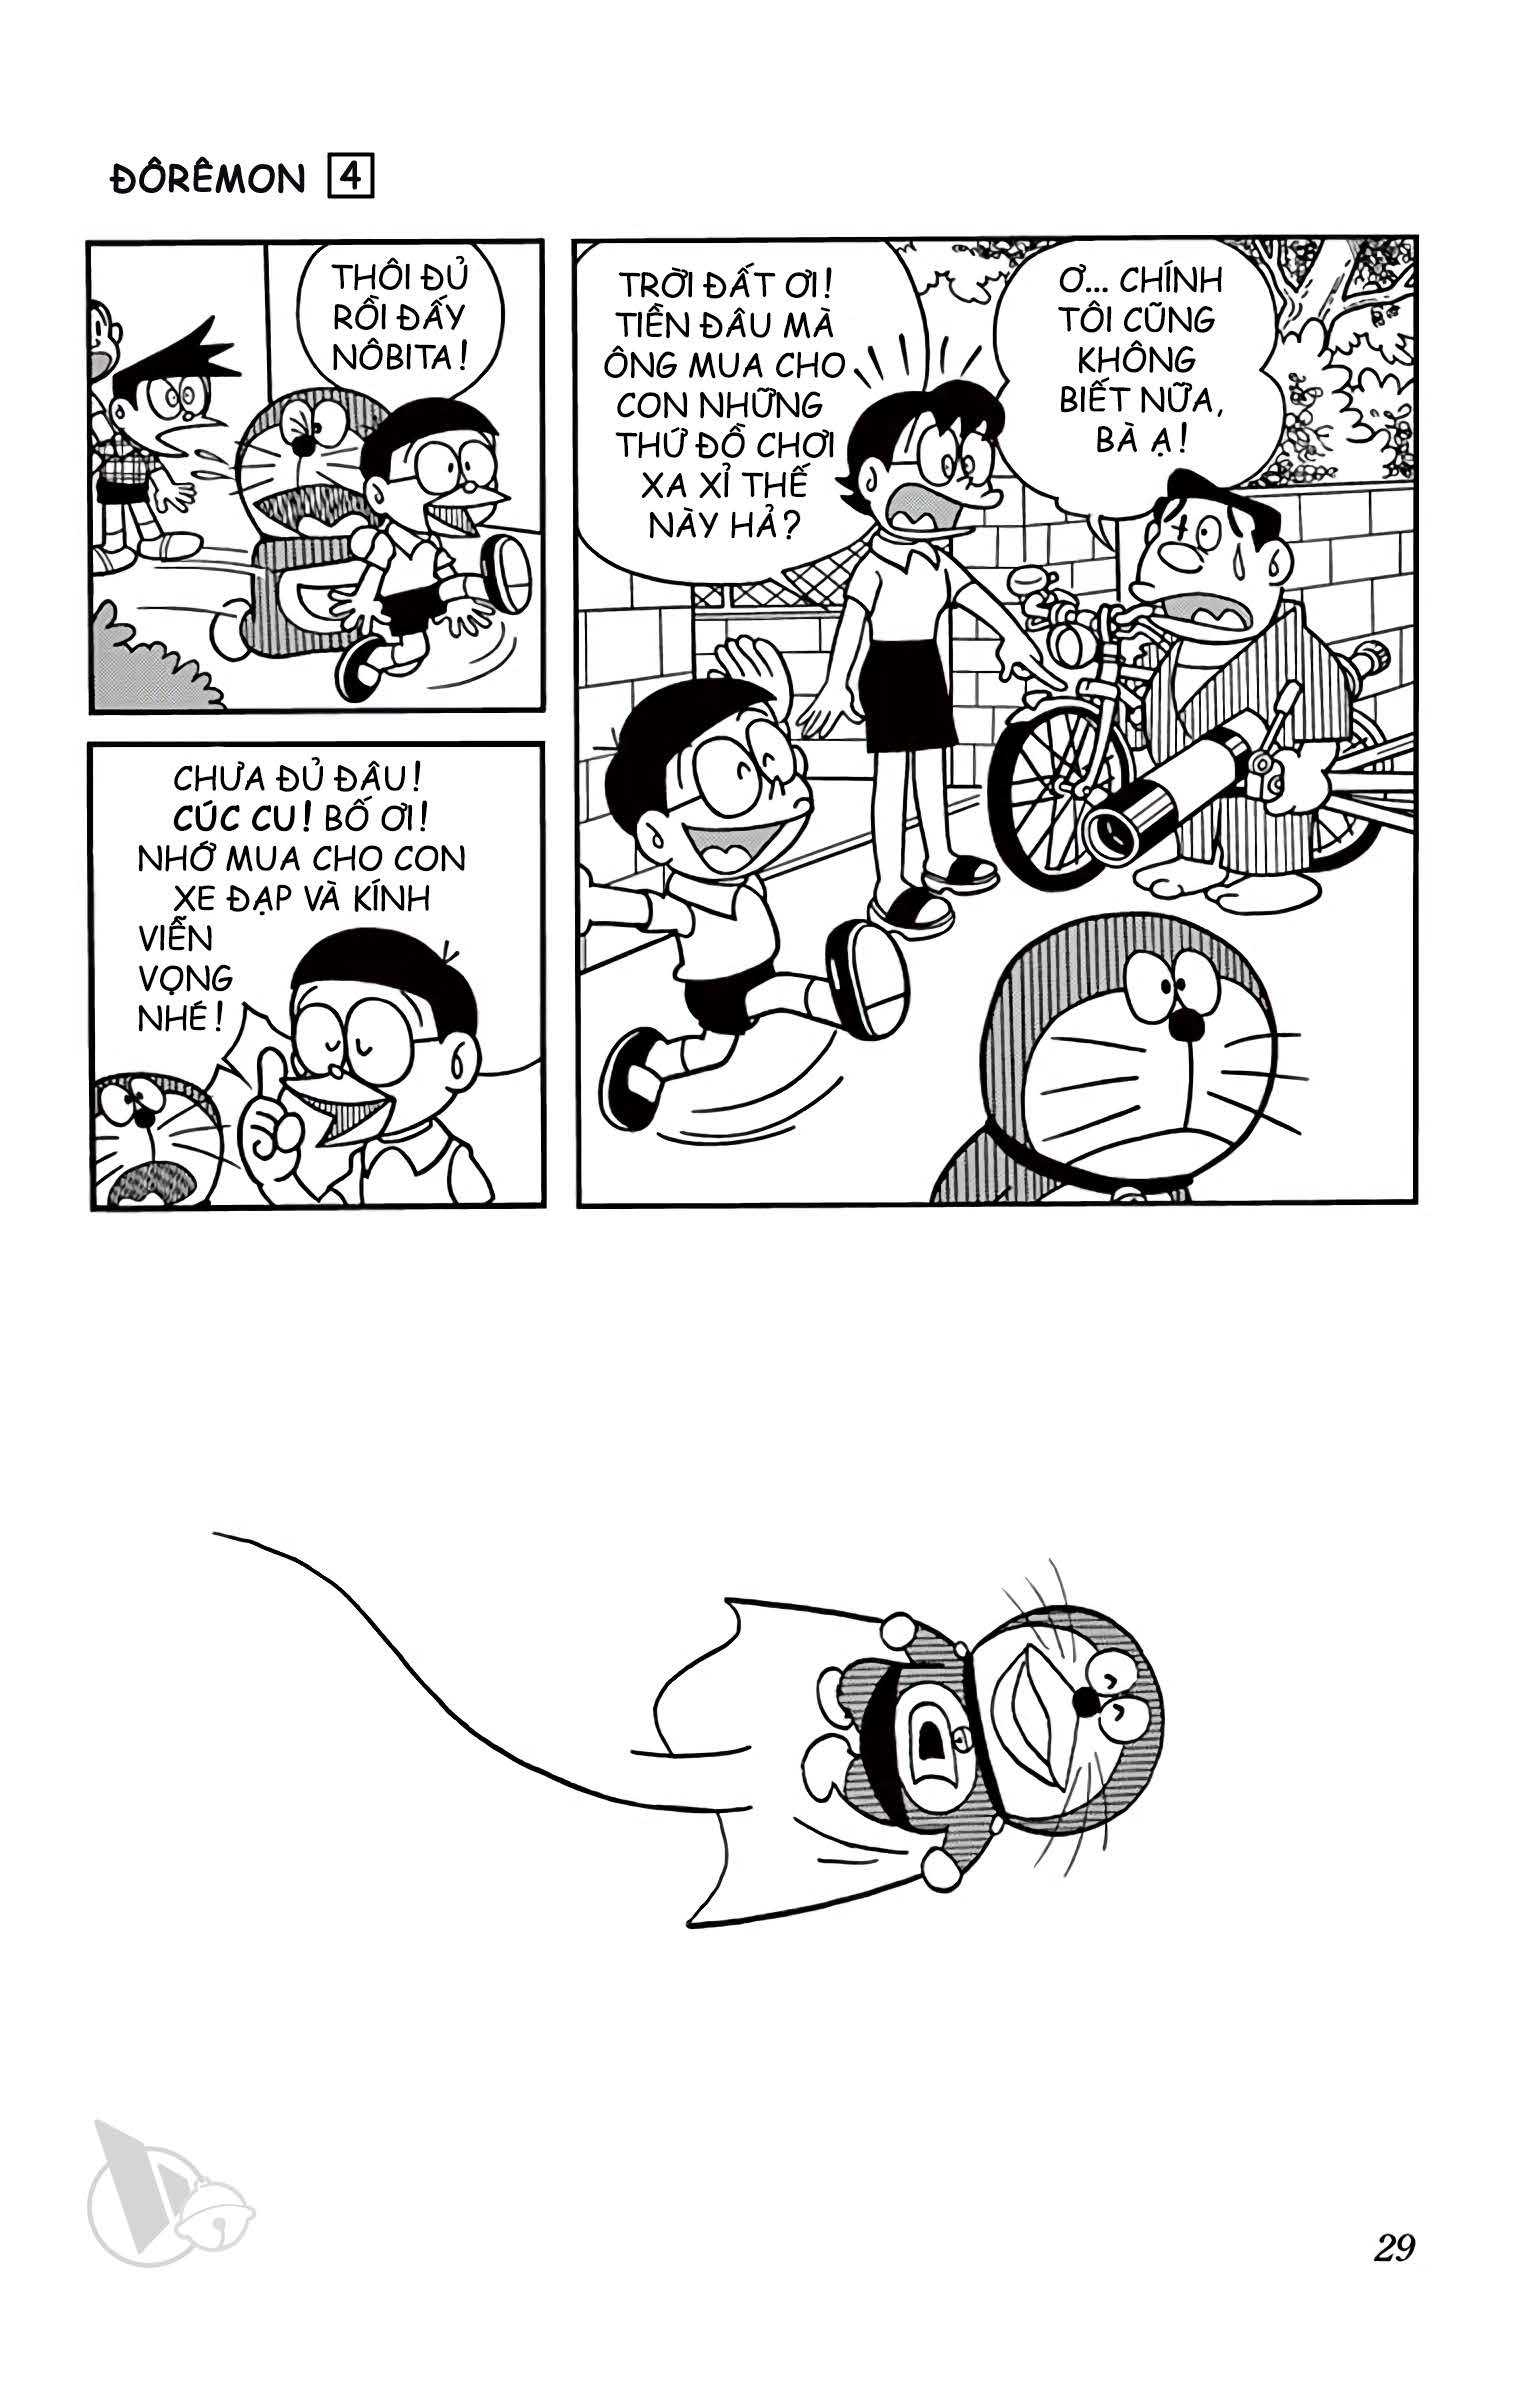 ĐÔRÊMON 4
THÔI ĐỦ
RỒI ĐẤY
NÔBITA!
CHƯA ĐỦ ĐÂU!
CÚC CU! BỐ ƠI!
NHỚ MUA CHO CON
XE ĐẠP VÀ KÍNH
VIỄN
VỌNG
NHÉ!
TRỜI ĐẤT ƠI!
TIỀN ĐÂU MÀ
ÔNG MUA CHO
CON NHỮNG
THỨ ĐỒ CHƠI
XA XỈ THẾ
NÀY HẢ?
Ơ... CHÍNH
TÔI CŨNG
KHÔNG
BIẾT NỮA,
BÀ Ạ!
29